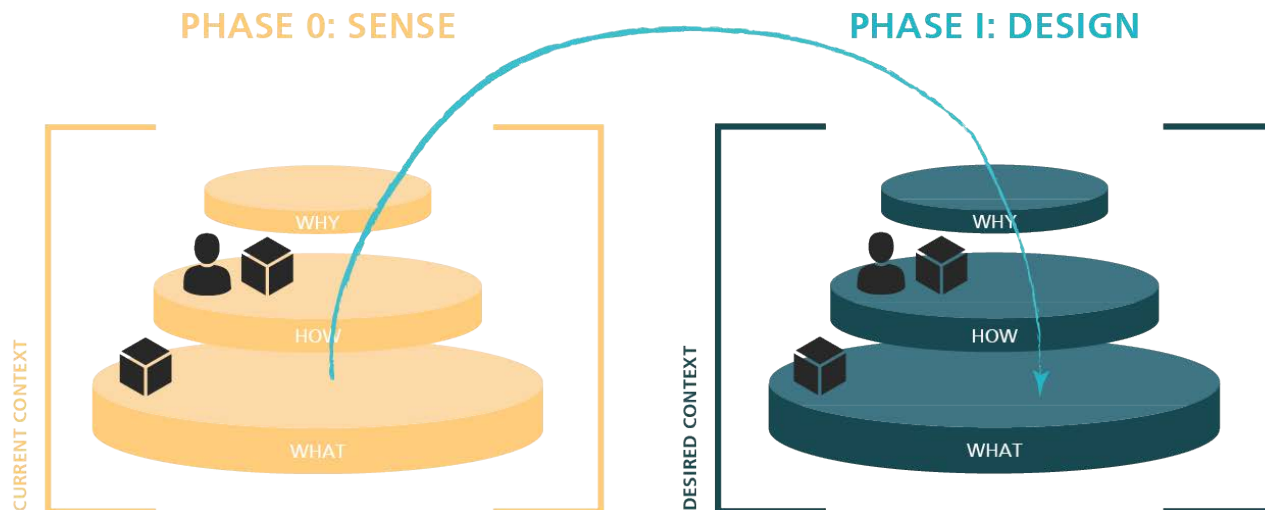 PHASE 0: SENSE
PHASE I: DESIGN
WHY
HOW
WHAT
CURRENT CONTEXT
WHY
HOW
WHAT
DESIRED CONTEXT